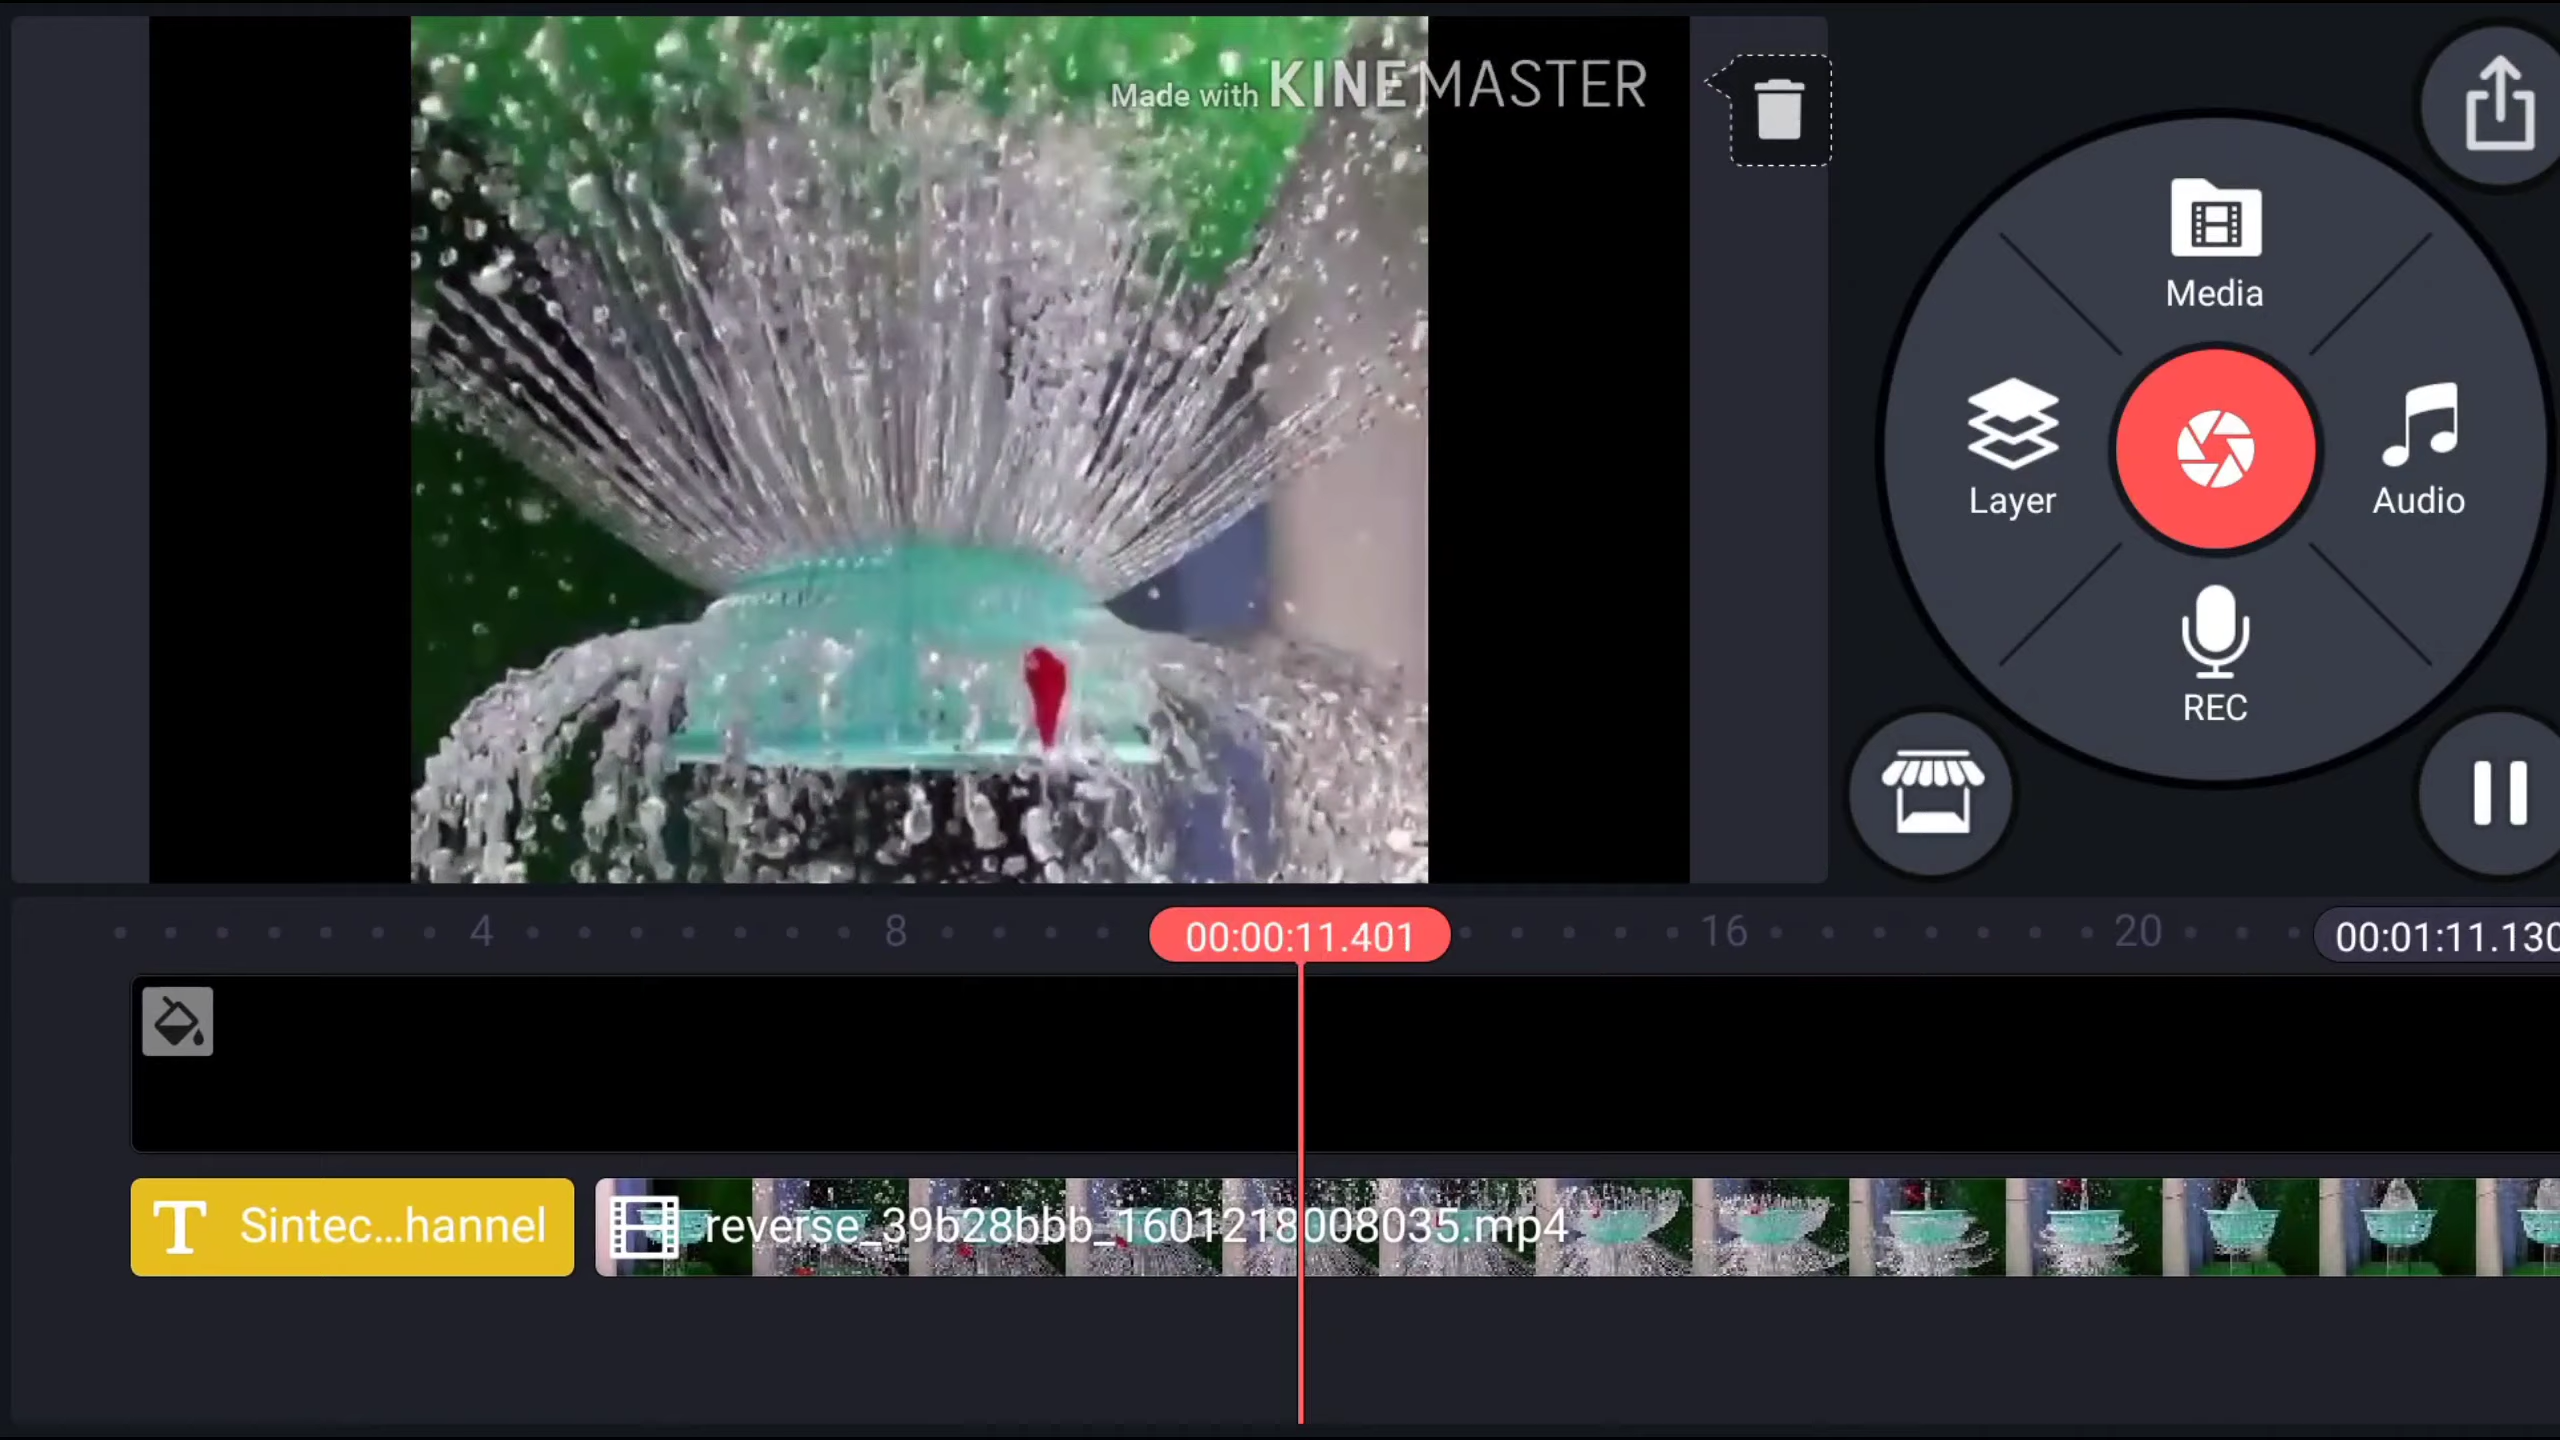 Made with KINEMASTER
Media
Layer
Audio
REC
4
8
00:00:11.401
16
20
00:01:11.130
T Sintec...hannel
reverse_39b28bbb_1601218008035.mp4